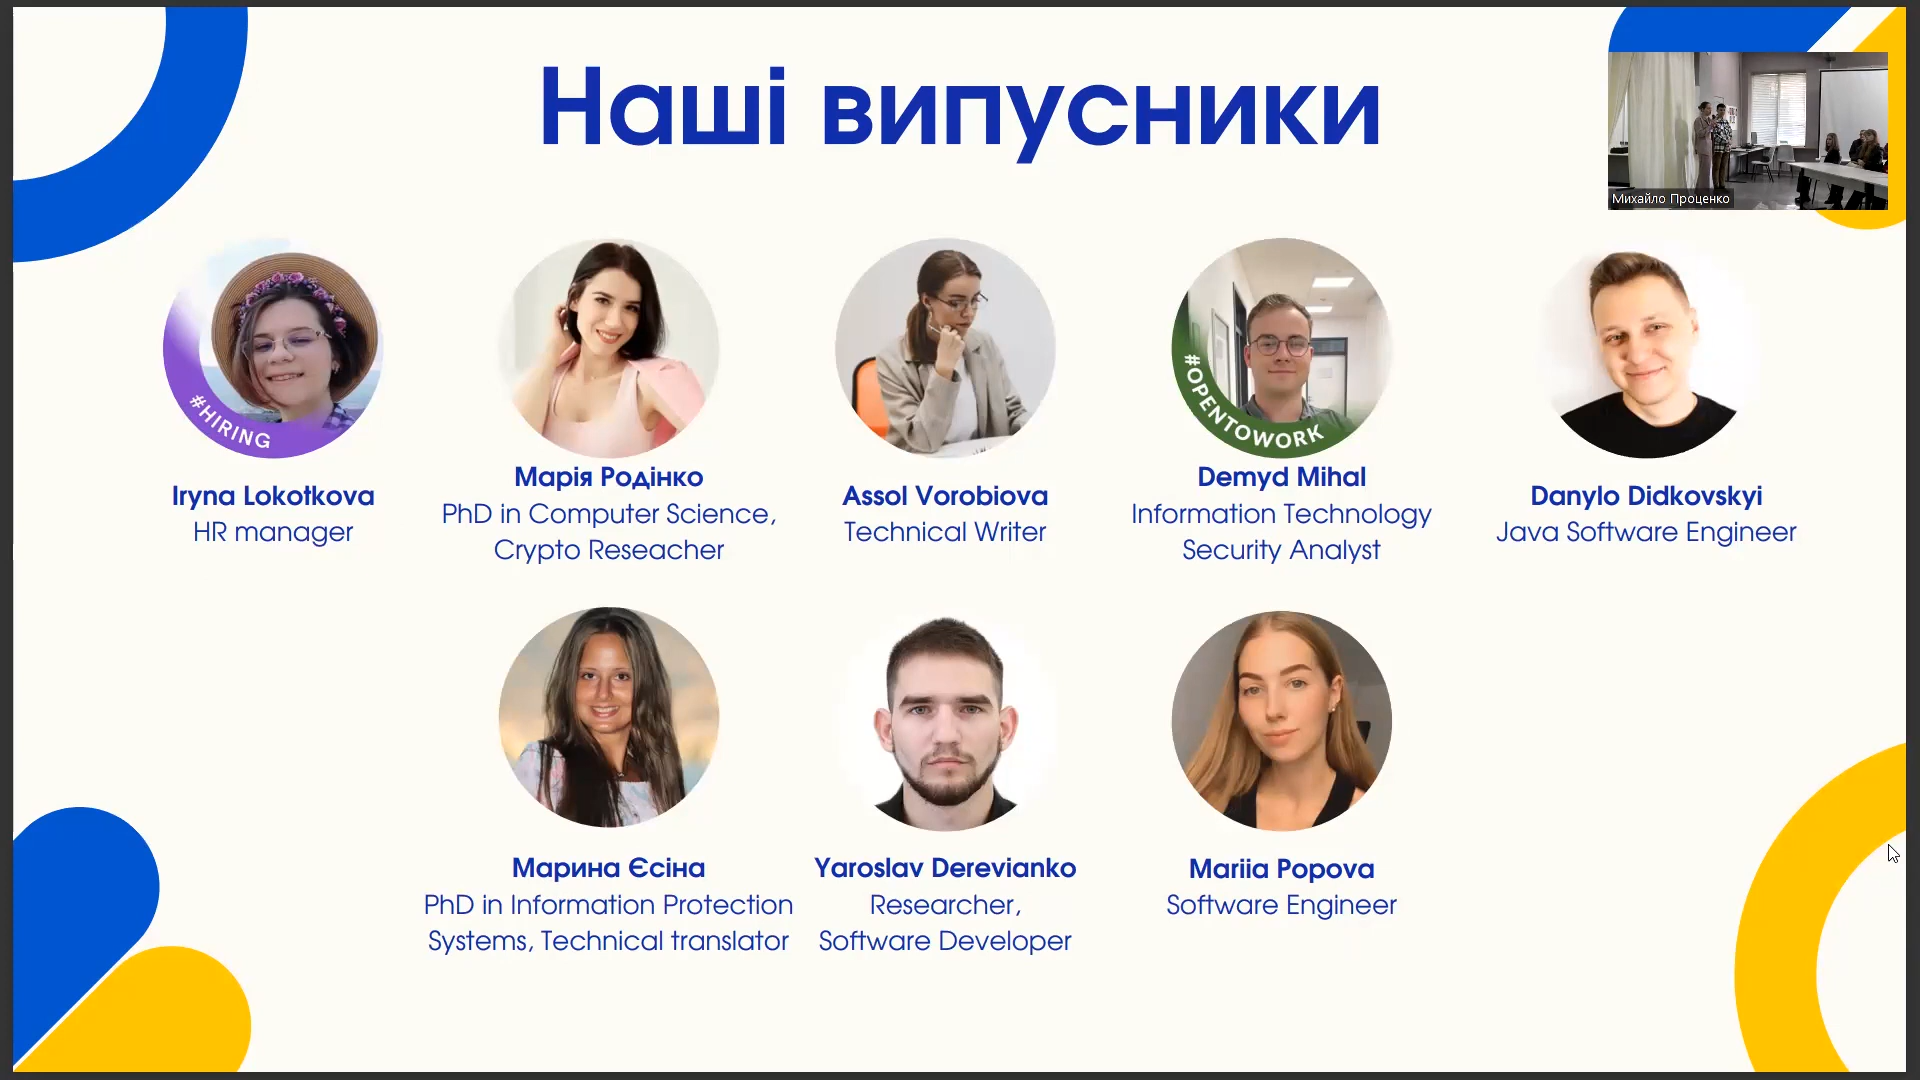 Наші випусники
Михайло Проценко
#HIRING
#OPENTOWORK
Iryna Lokotkova
HR manager
Марія Родінко
PhD in Computer Science,
Crypto Reseacher
Assol Vorobiova
Technical Writer
Demyd Mihal
Information Technology
Security Analyst
Danylo Didkovskyi
Java Software Engineer
Марина Єсіна
PhD in Information Protection
Systems, Technical translator
Yaroslav Derevianko
Researcher,
Software Developer
Mariia Popova
Software Engineer